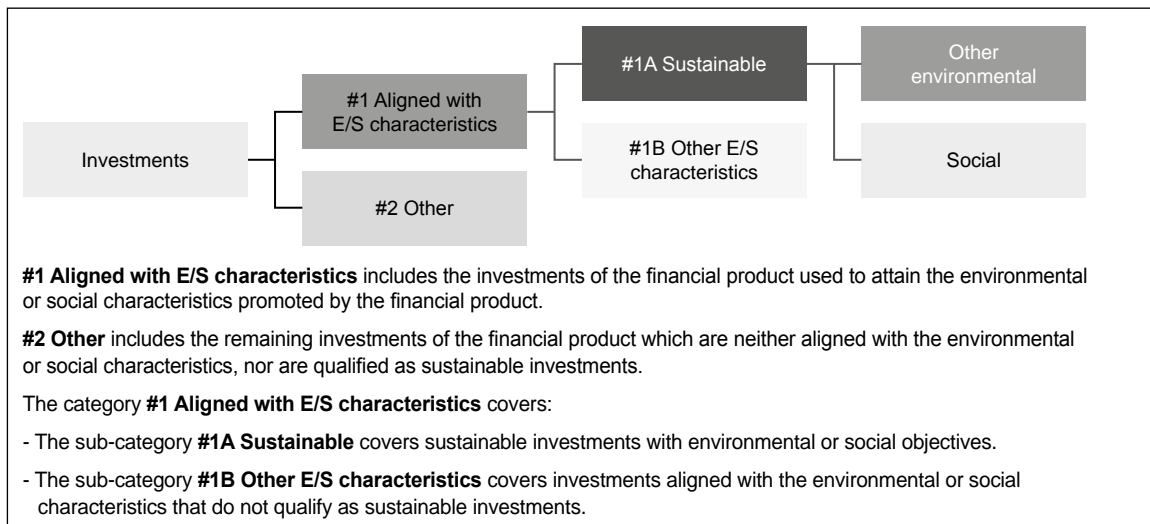 Investments
#1 Aligned with
E/S characteristics
#2 Other
#1A Sustainable
#1B Other E/S
characteristics
Other
environmental
Social
#1 Aligned with E/S characteristics includes the investments of the financial product used to attain the environmental
or social characteristics promoted by the financial product.
#2 Other includes the remaining investments of the financial product which are neither aligned with the environmental
or social characteristics, nor are qualified as sustainable investments.
The category #1 Aligned with E/S characteristics covers:
- The sub-category #1A Sustainable covers sustainable investments with environmental or social objectives.
- The sub-category #1B Other E/S characteristics covers investments aligned with the environmental or social
characteristics that do not qualify as sustainable investments.